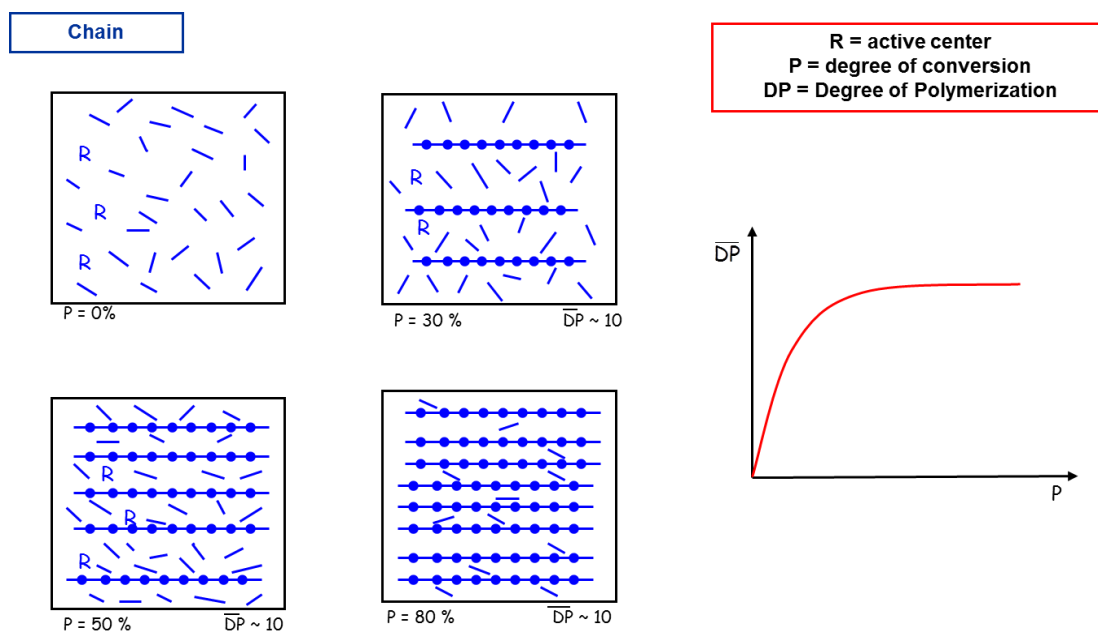 Chain
R = active center
P = degree of conversion
DP = Degree of Polymerization
R
R
R
P = 0%
R
R
P = 30 %
DP ~ 10
DP
P
R
R
R
P = 50 %
DP ~ 10
P = 80 %
DP ~ 10